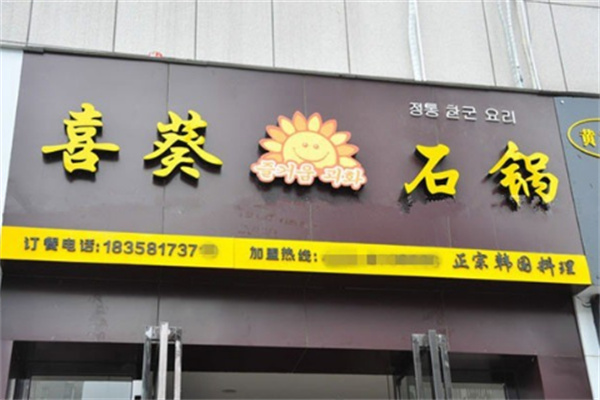 정통 요리
喜葵 石锅
订餐电话:183581737
加盟热线: 正宗韩国料理
黄